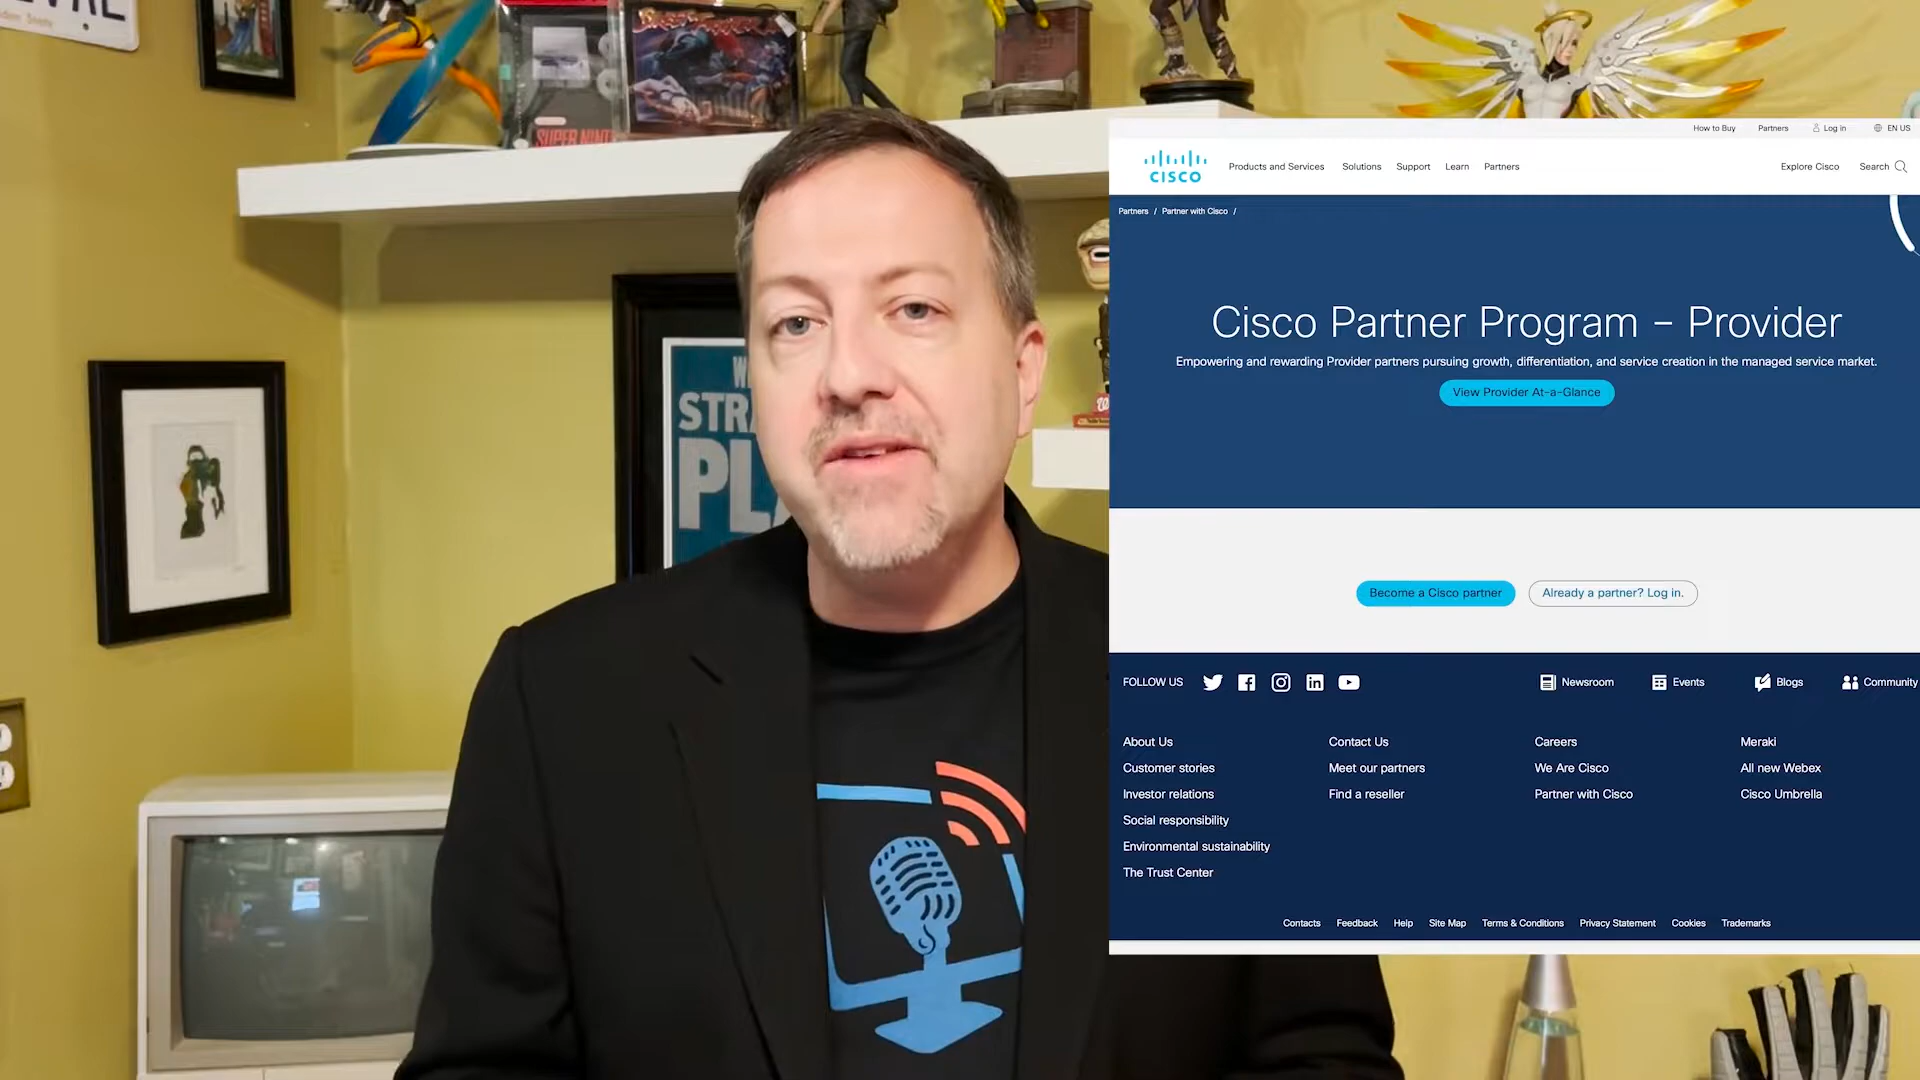 SUPER NINT
STR
PL
How to Buy
Partners
Log in
EN US
CISCO
Products and Services
Solutions
Support
Learn
Partners
Explore Cisco
Search
Partners / Partner with Cisco /
Cisco Partner Program – Provider
Empowering and rewarding Provider partners pursuing growth, differentiation, and service creation in the managed service market.
View Provider At-a-Glance
Become a Cisco partner
Already a partner? Log in.
FOLLOW US
Newsroom
Events
Blogs
Community
About Us
Contact Us
Careers
Meraki
Customer stories
Meet our partners
We Are Cisco
All new Webex
Investor relations
Find a reseller
Partner with Cisco
Cisco Umbrella
Social responsibility
Environmental sustainability
The Trust Center
Contacts
Feedback
Help
Site Map
Terms & Conditions
Privacy Statement
Cookies
Trademarks